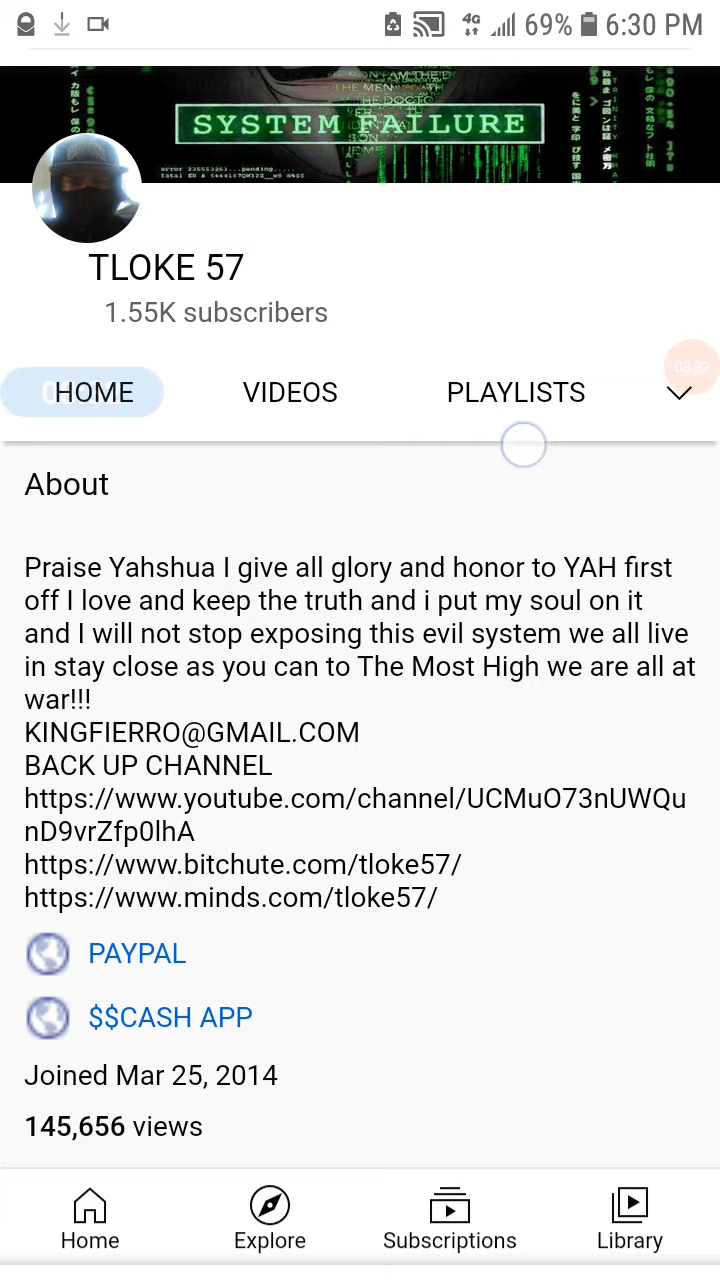 69% 6:30 PM
SYSTEM FAILURE
TLOKE 57
1.55K subscribers
HOME VIDEOS PLAYLISTS
08:32
About
Praise Yahshua I give all glory and honor to YAH first
off I love and keep the truth and i put my soul on it
and I will not stop exposing this evil system we all live
in stay close as you can to The Most High we are all at
war!!!
KINGFIERRO@GMAIL.COM
BACK UP CHANNEL
https://www.youtube.com/channel/UCMuO73nUWQu
nD9vrZfp0lhA
https://www.bitchute.com/tloke57/
https://www.minds.com/tloke57/
PAYPAL
$$CASH APP
Joined Mar 25, 2014
145,656 views
Home Explore Subscriptions Library